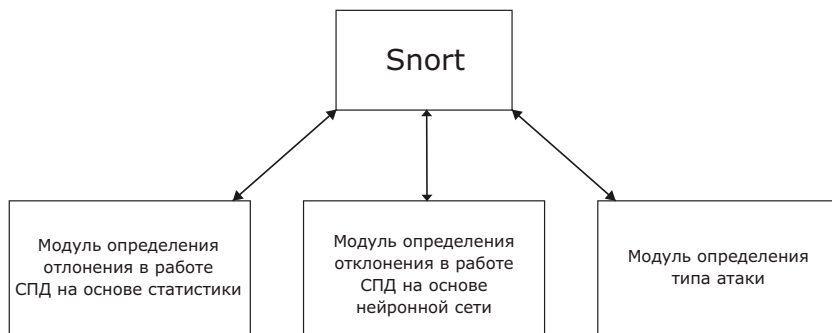 Snort
Модуль определения
отлонения в работе
СПД на основе статистики
Модуль определения
отклонения в работе
СПД на основе
нейронной сети
Модуль определения
типа атаки